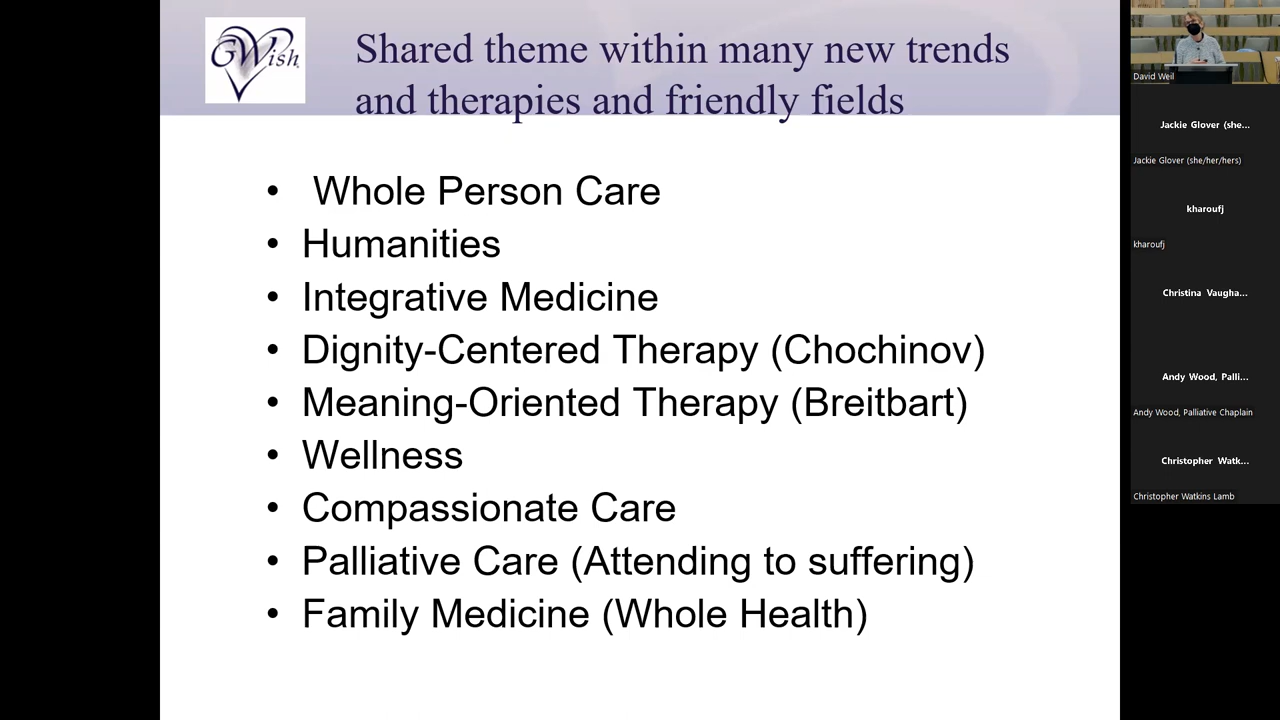 GWish
Shared theme within many new trends
and therapies and friendly fields
• Whole Person Care
• Humanities
• Integrative Medicine
• Dignity-Centered Therapy (Chochinov)
• Meaning-Oriented Therapy (Breitbart)
• Wellness
• Compassionate Care
• Palliative Care (Attending to suffering)
• Family Medicine (Whole Health)
David Weil
Jackie Glover (she...
Jackie Glover (she/her/hers)
kharoufj
kharoufj
Christina Vaugha...
Andy Wood, Palli...
Andy Wood, Palliative Chaplain
Christopher Watk...
Christopher Watkins Lamb